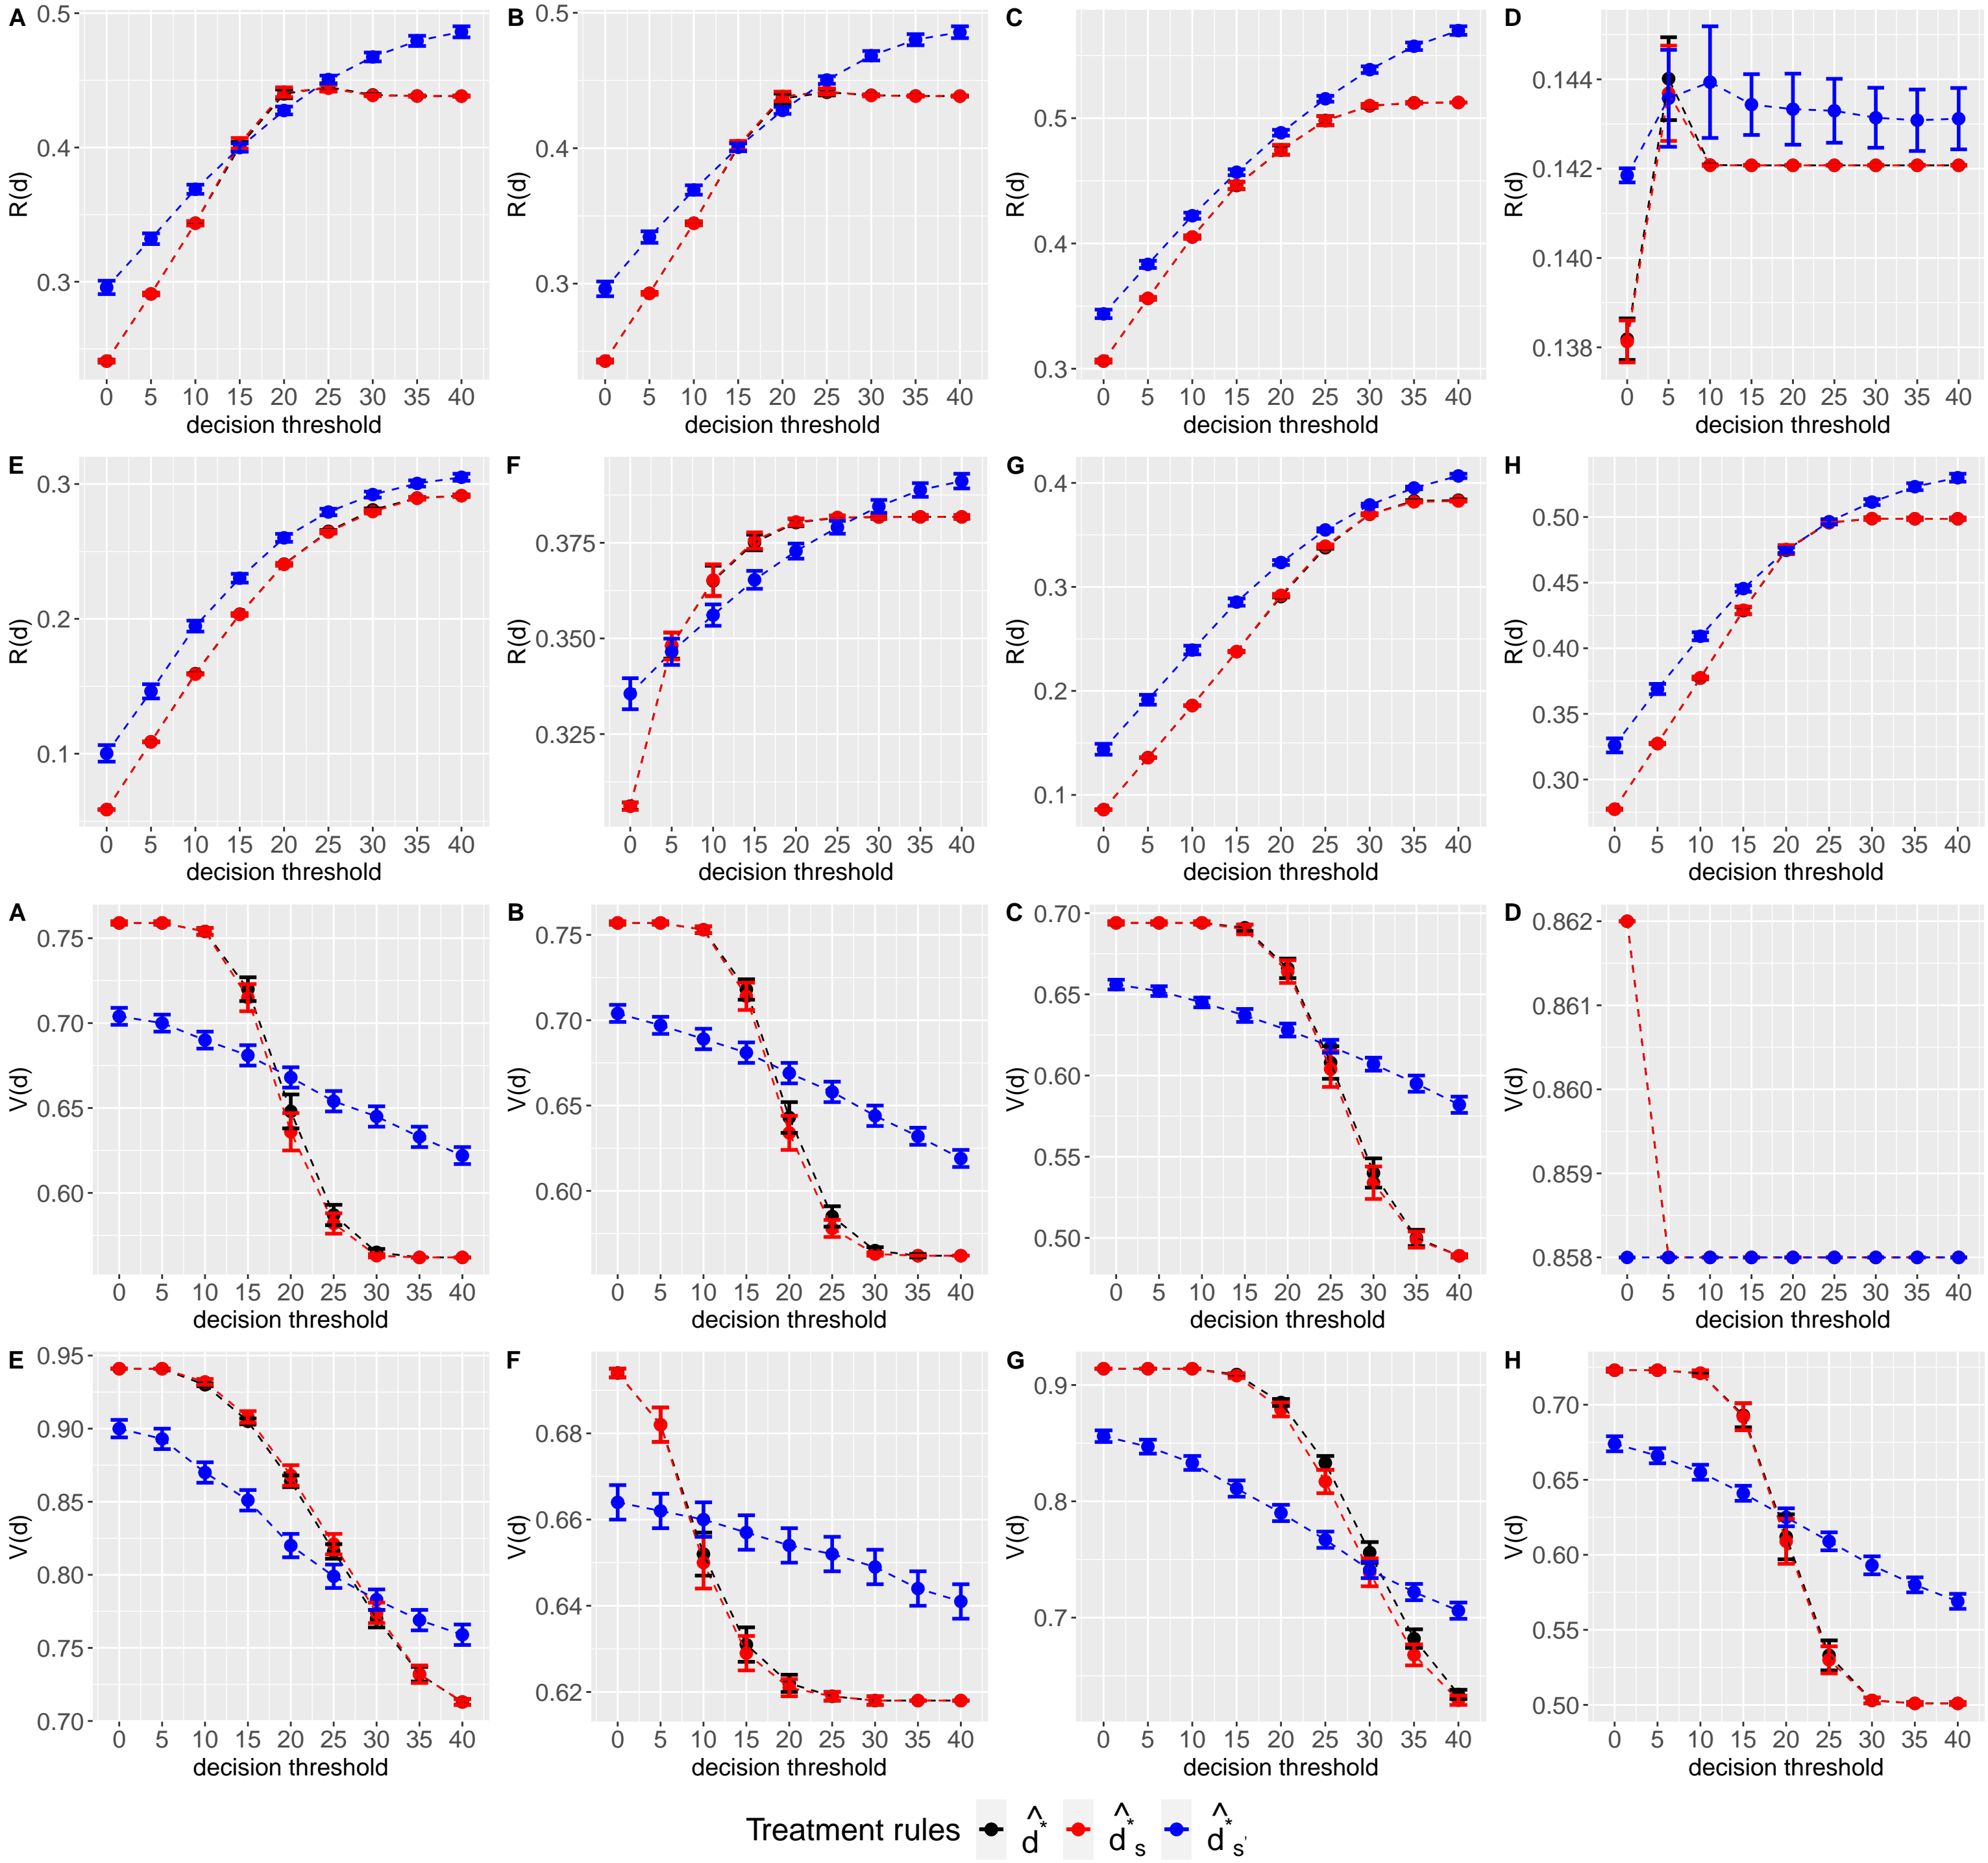 A B C D
0.5 0.5 0.144
0.4 0.4 0.5 0.142
R(d) R(d) R(d) R(d)
0.3 0.3 0.4 0.140
0.3 0.138
0 5 10 15 20 25 30 35 40 0 5 10 15 20 25 30 35 40 0 5 10 15 20 25 30 35 40 0 5 10 15 20 25 30 35 40
decision threshold decision threshold decision threshold decision threshold
E F G H
0.3 0.375 0.4 0.50
0.2 0.350 0.3 0.45
R(d) R(d) R(d) R(d)
0.1 0.325 0.2 0.40
0.1 0.35
0.30
0 5 10 15 20 25 30 35 40 0 5 10 15 20 25 30 35 40 0 5 10 15 20 25 30 35 40 0 5 10 15 20 25 30 35 40
decision threshold decision threshold decision threshold decision threshold
A B C D
0.75 0.75 0.70 0.862
0.70 0.70 0.65 0.861
V(d) V(d) V(d) V(d)
0.65 0.65 0.60 0.860
0.60 0.60 0.55 0.859
0.50 0.858
0 5 10 15 20 25 30 35 40 0 5 10 15 20 25 30 35 40 0 5 10 15 20 25 30 35 40 0 5 10 15 20 25 30 35 40
decision threshold decision threshold decision threshold decision threshold
E F G H
0.95 0.68 0.9 0.70
0.90 0.66 0.8 0.65
0.85 0.64 0.7 0.60
V(d) V(d) V(d) V(d)
0.80 0.62 0.55
0.75 0.50
0.70
0 5 10 15 20 25 30 35 40 0 5 10 15 20 25 30 35 40 0 5 10 15 20 25 30 35 40 0 5 10 15 20 25 30 35 40
decision threshold decision threshold decision threshold decision threshold
Treatment rules d̂* d̂*s d̂*s'